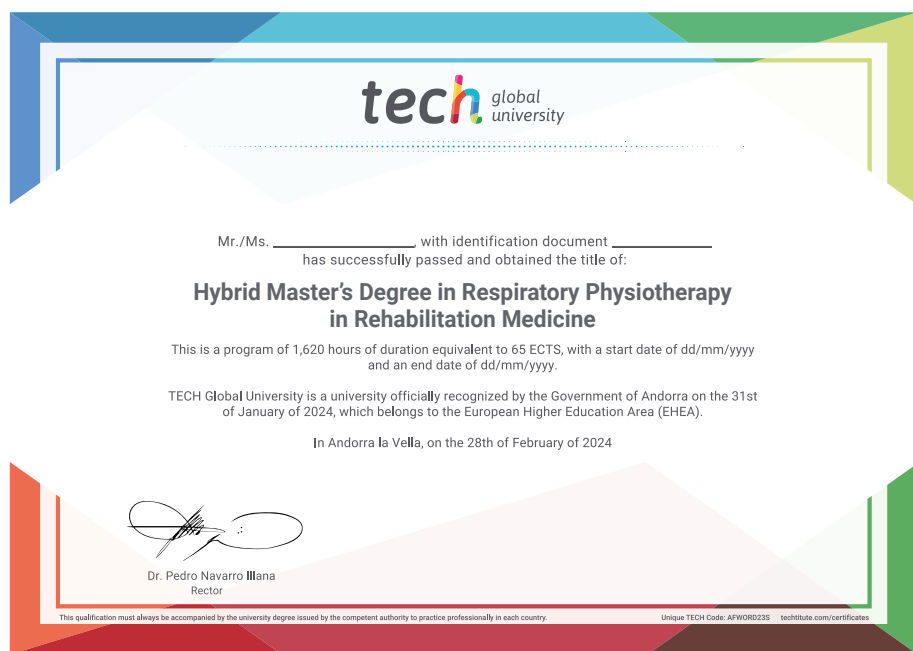 tech global
university
Mr./Ms. ________________, with identification document ____________
has successfully passed and obtained the title of:
Hybrid Master's Degree in Respiratory Physiotherapy
in Rehabilitation Medicine
This is a program of 1,620 hours of duration equivalent to 65 ECTS, with a start date of dd/mm/yyyy
and an end date of dd/mm/yyyy.
TECH Global University is a university officially recognized by the Government of Andorra on the 31st
of January of 2024, which belongs to the European Higher Education Area (EHEA).
In Andorra la Vella, on the 28th of February of 2024
Dr. Pedro Navarro Illana
Rector
This qualification must always be accompanied by the university degree issued by the competent authority to practice professionally in each country.
Unique TECH Code: AFWORD23S techtitute.com/certificates